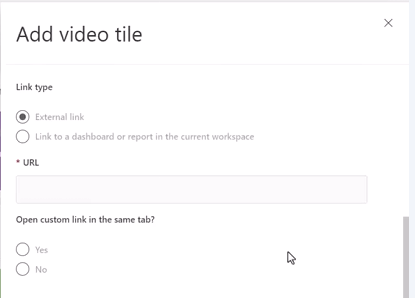 Add video tile
Link type
External link
Link to a dashboard or report in the current workspace
* URL
Open custom link in the same tab?
Yes
No